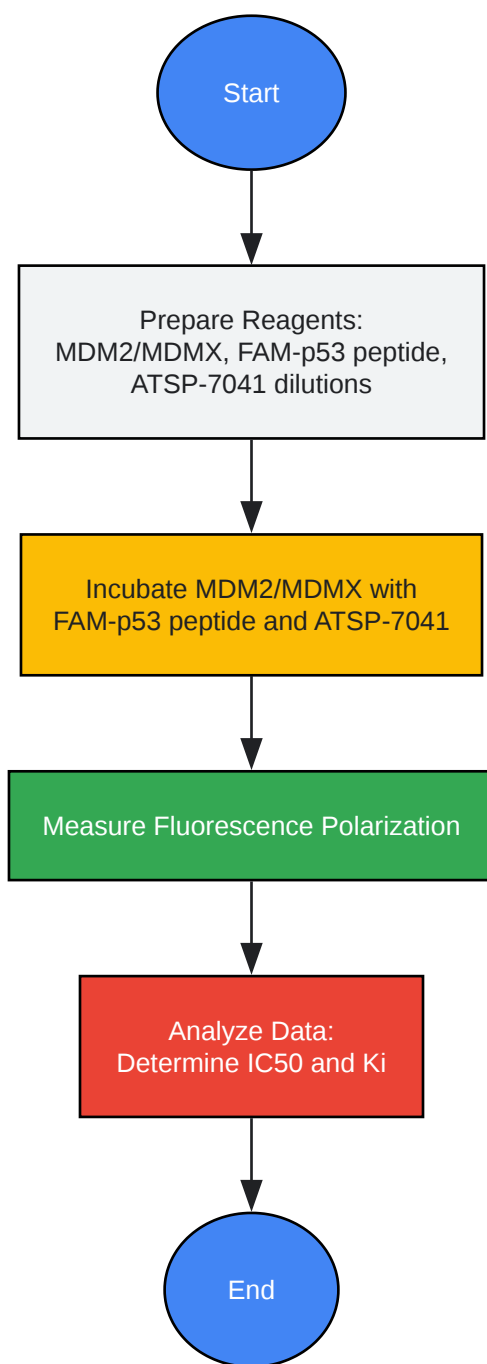 Start
Prepare Reagents:
MDM2/MDMX, FAM-p53 peptide,
ATSP-7041 dilutions
Incubate MDM2/MDMX with
FAM-p53 peptide and ATSP-7041
Measure Fluorescence Polarization
Analyze Data:
Determine IC50 and Ki
End